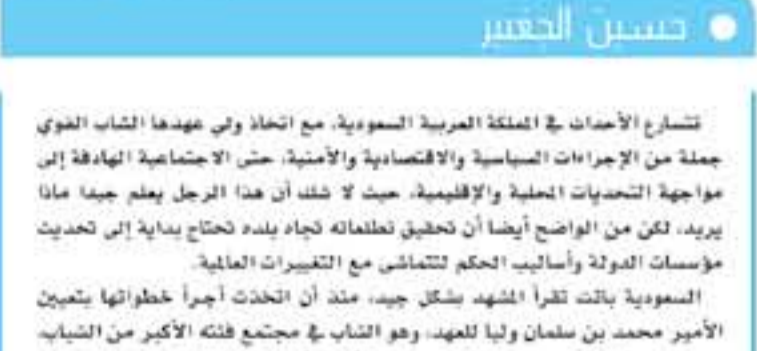 حسين الجغبير
تتسارع الأحداث في المملكة العربية السعودية، مع اتخاذ ولي عهدها الشاب القوي
جملة من الإجراءات السياسية والاقتصادية والأمنية، حتى الاجتماعية الهادفة إلى
مواجهة التحديات المحلية والإقليمية، حيث لا شك أن هذا الرجل يعلم جيدا ماذا
يريد، لكن من الواضح أيضا أن تحقيق تطلعاته تجاه بلده تحتاج بداية إلى تحديث
مؤسسات الدولة وأساليب الحكم لتتماشى مع التغييرات العالمية.
السعودية باتت تقرأ المشهد بشكل جيد، منذ أن اتخذت أجرأ خطواتها بتعيين
الأمير محمد بن سلمان وليا للعهد، وهو الشاب في مجتمع فئته الأكبر من الشباب،